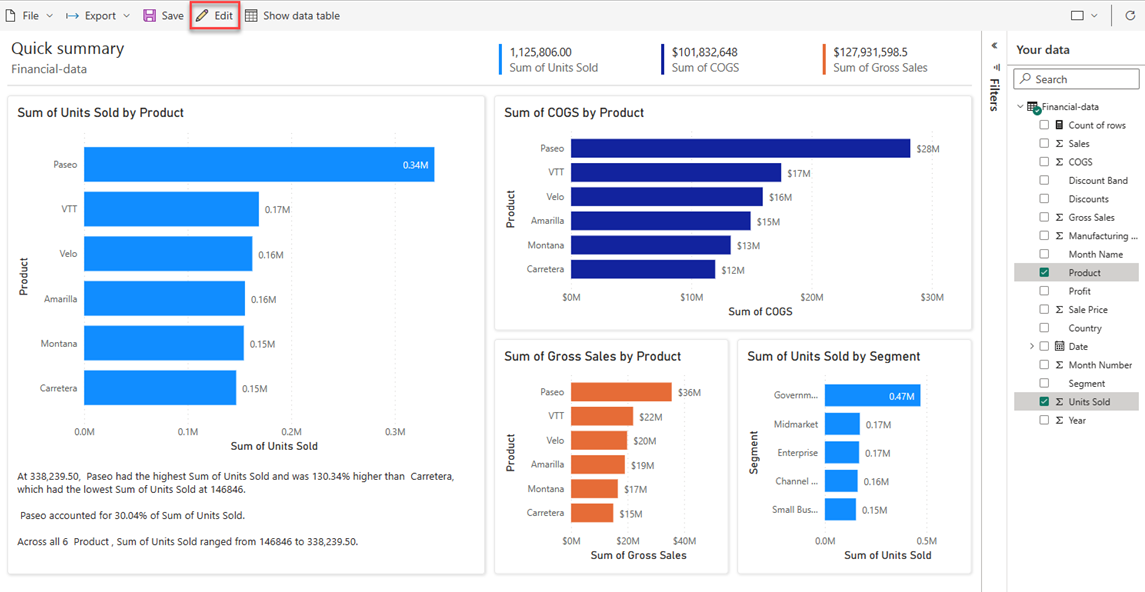 File Export Save Edit Show data table
Quick summary
Financial-data
1,125,806.00
Sum of Units Sold
$101,832,648
Sum of COGS
$127,931,598.5
Sum of Gross Sales
Sum of Units Sold by Product
Product
Paseo 0.34M
VTT 0.17M
Velo 0.16M
Amarilla 0.16M
Montana 0.15M
Carretera 0.15M
0.0M 0.1M 0.2M 0.3M
Sum of Units Sold
At 338,239.50, Paseo had the highest Sum of Units Sold and was 130.34% higher than Carretera,
which had the lowest Sum of Units Sold at 146846.
Paseo accounted for 30.04% of Sum of Units Sold.
Across all 6 Product , Sum of Units Sold ranged from 146846 to 338,239.50.
Sum of COGS by Product
Product
Paseo $28M
VTT $17M
Velo $16M
Amarilla $15M
Montana $13M
Carretera $12M
$0M $10M $20M $30M
Sum of COGS
Sum of Gross Sales by Product
Product
Paseo $36M
VTT $22M
Velo $20M
Amarilla $19M
Montana $17M
Carretera $15M
$0M $20M $40M
Sum of Gross Sales
Sum of Units Sold by Segment
Segment
Governm... 0.47M
Midmarket 0.17M
Enterprise 0.17M
Channel ... 0.16M
Small Bus... 0.15M
0.0M 0.5M
Sum of Units Sold
Filters
Your data
Search
Financial-data
Count of rows
Σ Sales
Σ COGS
Discount Band
Discounts
Σ Gross Sales
Σ Manufacturing ...
Month Name
Product
Profit
Σ Sale Price
Country
Date
Σ Month Number
Segment
Σ Units Sold
Σ Year